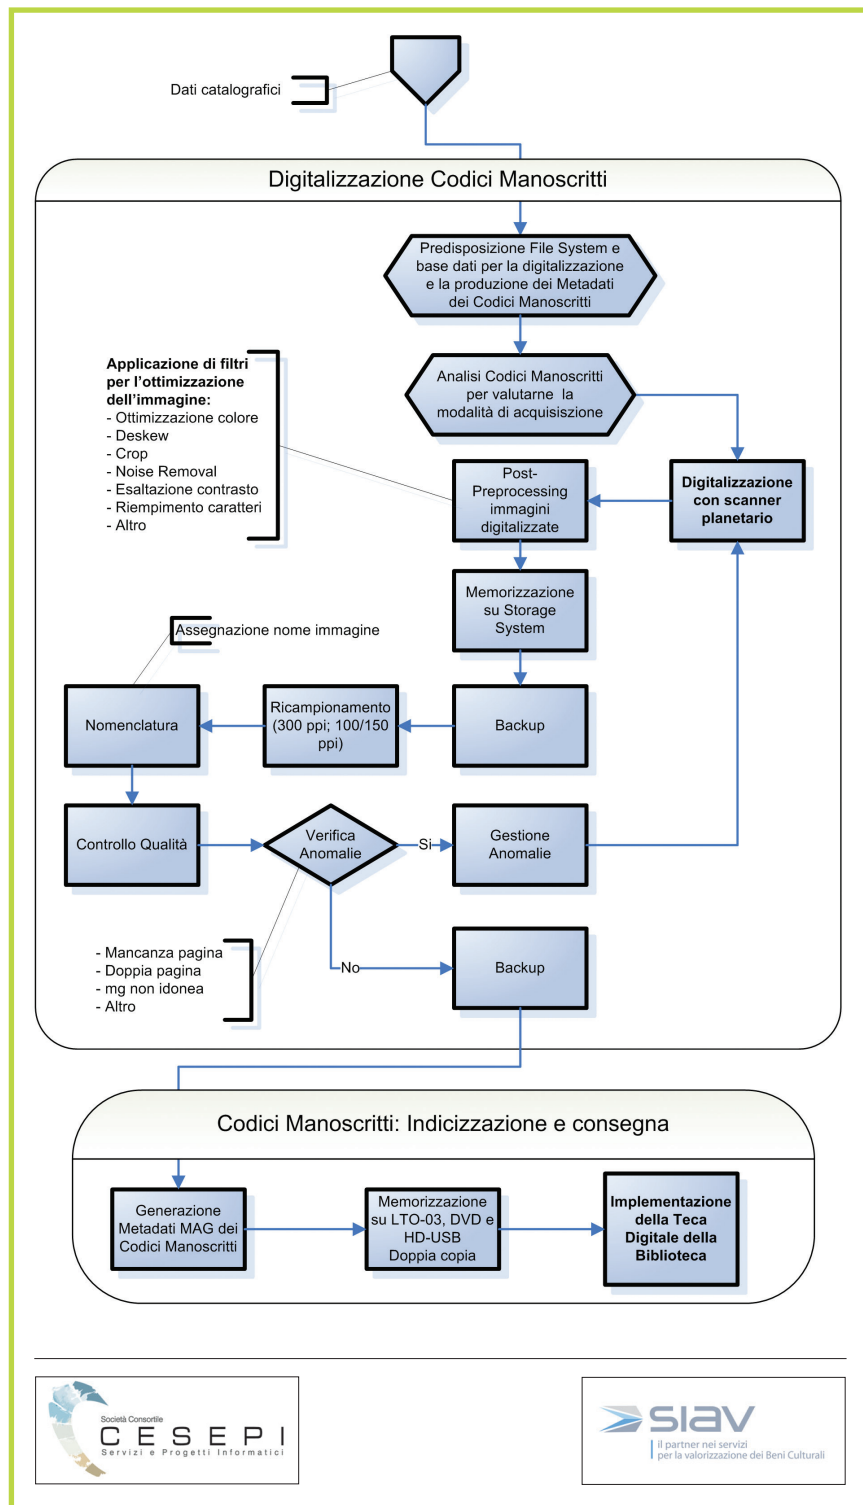 Dati catalografici
Digitalizzazione Codici Manoscritti
Predisposizione File System e
base dati per la digitalizzazione
e la produzione dei Metadati
dei Codici Manoscritti
Analisi Codici Manoscritti
per valutarne la
modalità di acquisiszione
Applicazione di filtri
per l'ottimizzazione
dell'immagine:
- Ottimizzazione colore
- Deskew
- Crop
- Noise Removal
- Esaltazione contrasto
- Riempimento caratteri
- Altro
Post-
Preprocessing
immagini
digitalizzate
Digitalizzazione
con scanner
planetario
Memorizzazione
su Storage
System
Assegnazione nome immagine
Nomenclatura
Ricampionamento
(300 ppi; 100/150
ppi)
Backup
Controllo Qualità
Verifica
Anomalie
Si
Gestione
Anomalie
- Mancanza pagina
- Doppia pagina
- mg non idonea
- Altro
No
Backup
Codici Manoscritti: Indicizzazione e consegna
Generazione
Metadati MAG dei
Codici Manoscritti
Memorizzazione
su LTO-03, DVD e
HD-USB
Doppia copia
Implementazione
della Teca
Digitale della
Biblioteca
Società Consortile
CESEPI
Servizi e Progetti Informatici
SIAV
il partner nei servizi
per la valorizzazione dei Beni Culturali